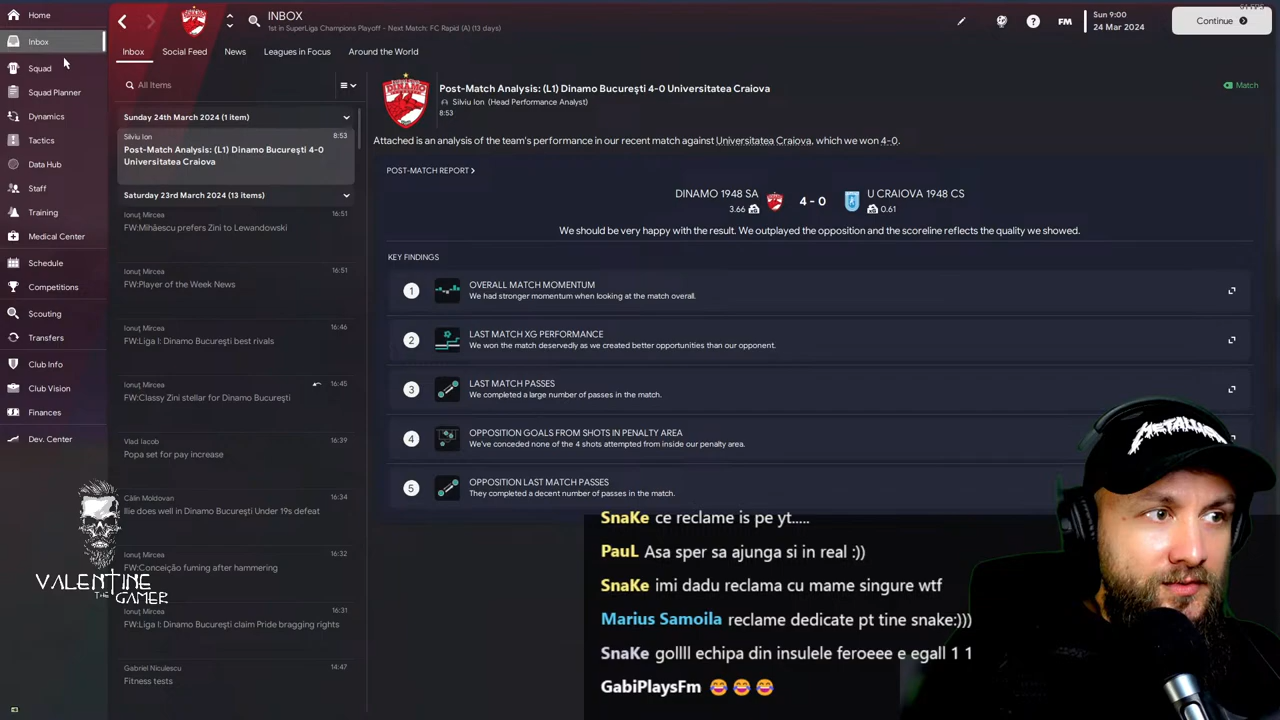 Home
INBOX
1st in SuperLiga Champions Playoff - Next Match: FC Rapid (A) (13 days)
FM
Sun 9:00
24 Mar 2024
Continue
Inbox
Inbox
Social Feed
News
Leagues in Focus
Around the World
Squad
Squad Planner
Dynamics
Tactics
Data Hub
Staff
Training
Medical Center
Schedule
Competitions
Scouting
Transfers
Club Info
Club Vision
Finances
Dev. Center
All Items
Sunday 24th March 2024 (1 item)
Silviu Ion
8:53
Post-Match Analysis: (L1) Dinamo Bucureşti 4-0
Universitatea Craiova
Saturday 23rd March 2024 (13 items)
Ionuţ Mircea
16:51
FW:Mihăescu prefers Zini to Lewandowski
Ionuţ Mircea
16:51
FW:Player of the Week News
Ionuţ Mircea
16:46
FW:Liga I: Dinamo Bucureşti best rivals
Ionuţ Mircea
16:45
FW:Classy Zini stellar for Dinamo Bucureşti
Vlad Iacob
16:39
Popa set for pay increase
Călin Moldovan
16:34
Ilie does well in Dinamo Bucureşti Under 19s defeat
Ionuţ Mircea
16:32
FW:Conceição fuming after hammering
Ionuţ Mircea
16:31
FW:Liga I: Dinamo Bucureşti claim Pride bragging rights
Gabriel Niculescu
14:47
Fitness tests
Post-Match Analysis: (L1) Dinamo Bucureşti 4-0 Universitatea Craiova
Silviu Ion (Head Performance Analyst)
8:53
Match
Attached is an analysis of the team's performance in our recent match against Universitatea Craiova, which we won 4-0.
POST-MATCH REPORT
DINAMO 1948 SA
4 - 0
U CRAIOVA 1948 CS
3.66
0.61
We should be very happy with the result. We outplayed the opposition and the scoreline reflects the quality we showed.
KEY FINDINGS
1
OVERALL MATCH MOMENTUM
We had stronger momentum when looking at the match overall.
2
LAST MATCH XG PERFORMANCE
We won the match deservedly as we created better opportunities than our opponent.
3
LAST MATCH PASSES
We completed a large number of passes in the match.
4
OPPOSITION GOALS FROM SHOTS IN PENALTY AREA
We've conceded none of the 4 shots attempted from inside our penalty area.
5
OPPOSITION LAST MATCH PASSES
They completed a decent number of passes in the match.
SnaKe ce reclame is pe yt.....
PauL Asa sper sa ajunga si in real :))
SnaKe imi dadu reclama cu mame singure wtf
Marius Samoila reclame dedicate pt tine snake:)))
SnaKe gollll echipa din insulele feroeee e egall 1 1
GabiPlaysFm 😂 😂 😂
VALENTINE
THE GAMER
METALLICA